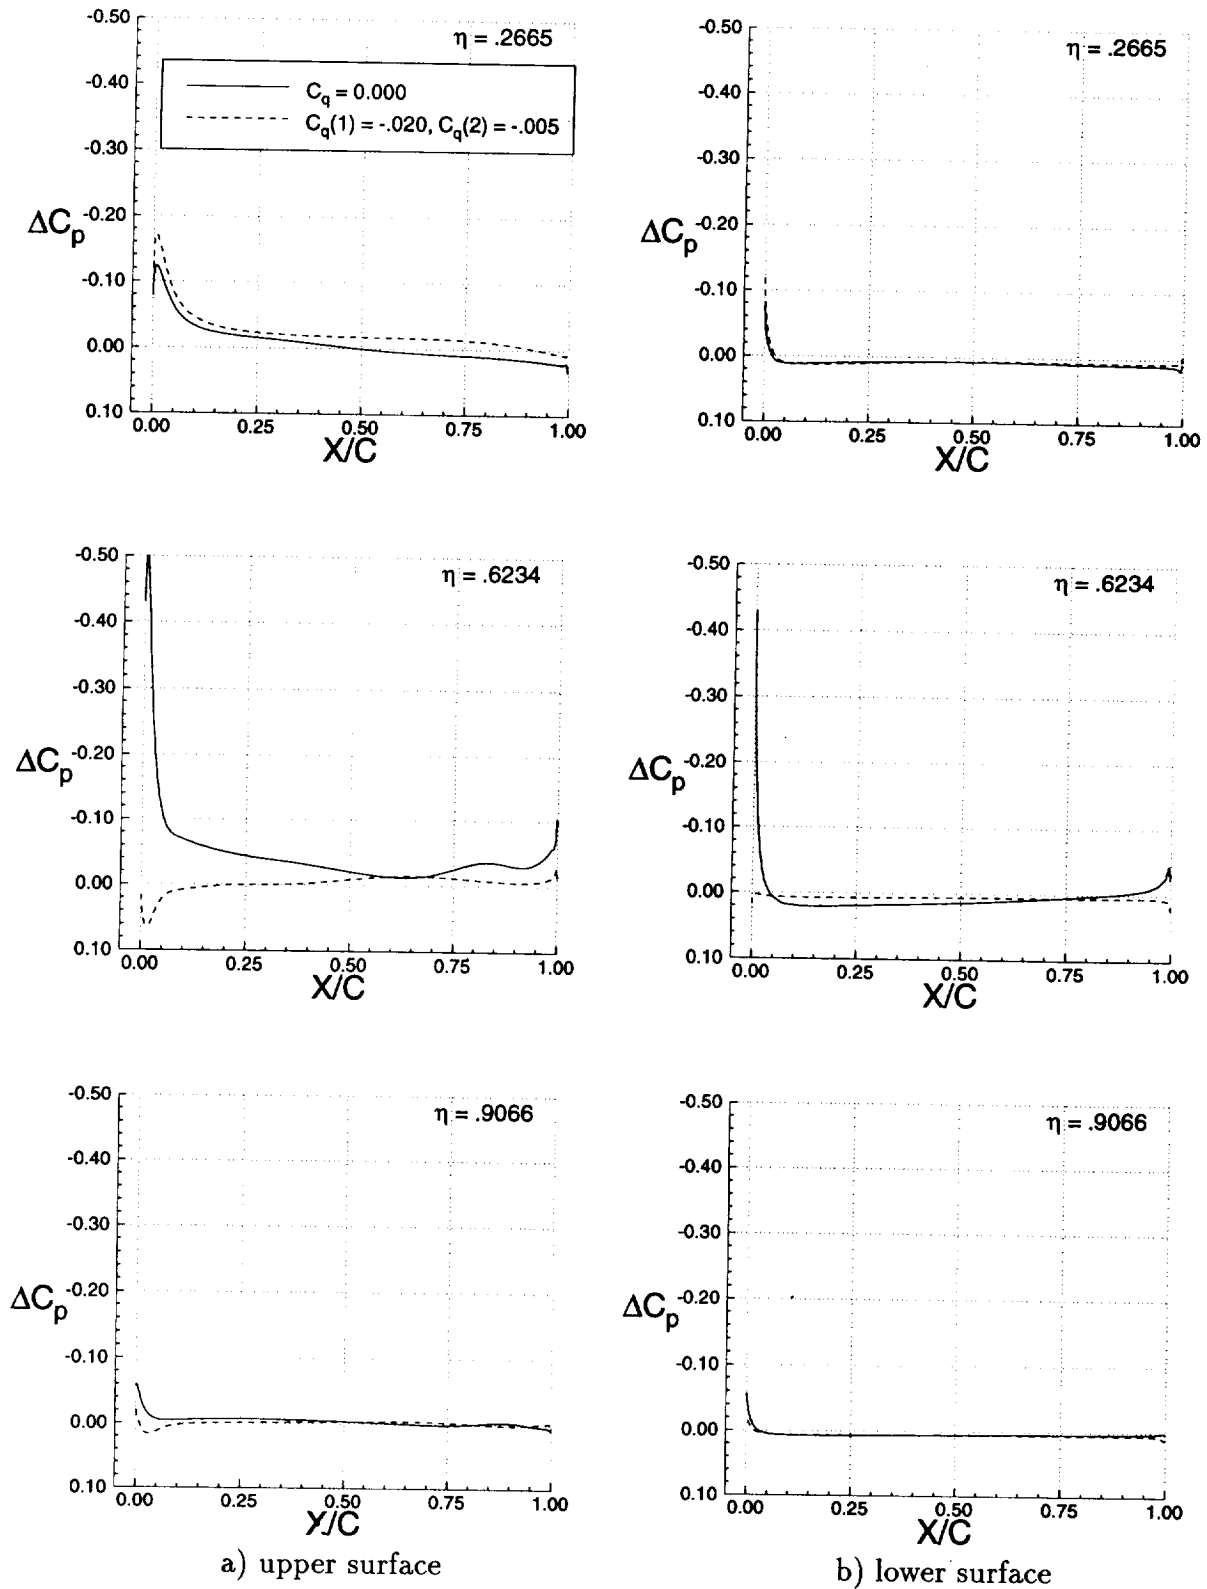 -0.50
η = .2665
-0.40
C_q = 0.000
C_q(1) = -.020, C_q(2) = -.005
-0.30
-0.20
ΔC_p
-0.10
0.00
0.10
0.00 0.25 0.50 0.75 1.00
X/C
-0.50
η = .2665
-0.40
-0.30
-0.20
ΔC_p
-0.10
0.00
0.10
0.00 0.25 0.50 0.75 1.00
X/C
-0.50
η = .6234
-0.40
-0.30
-0.20
ΔC_p
-0.10
0.00
0.10
0.00 0.25 0.50 0.75 1.00
X/C
-0.50
η = .6234
-0.40
-0.30
-0.20
ΔC_p
-0.10
0.00
0.10
0.00 0.25 0.50 0.75 1.00
X/C
-0.50
η = .9066
-0.40
-0.30
-0.20
ΔC_p
-0.10
0.00
0.10
0.00 0.25 0.50 0.75 1.00
X/C
a) upper surface
-0.50
η = .9066
-0.40
-0.30
-0.20
ΔC_p
-0.10
0.00
0.10
0.00 0.25 0.50 0.75 1.00
X/C
b) lower surface